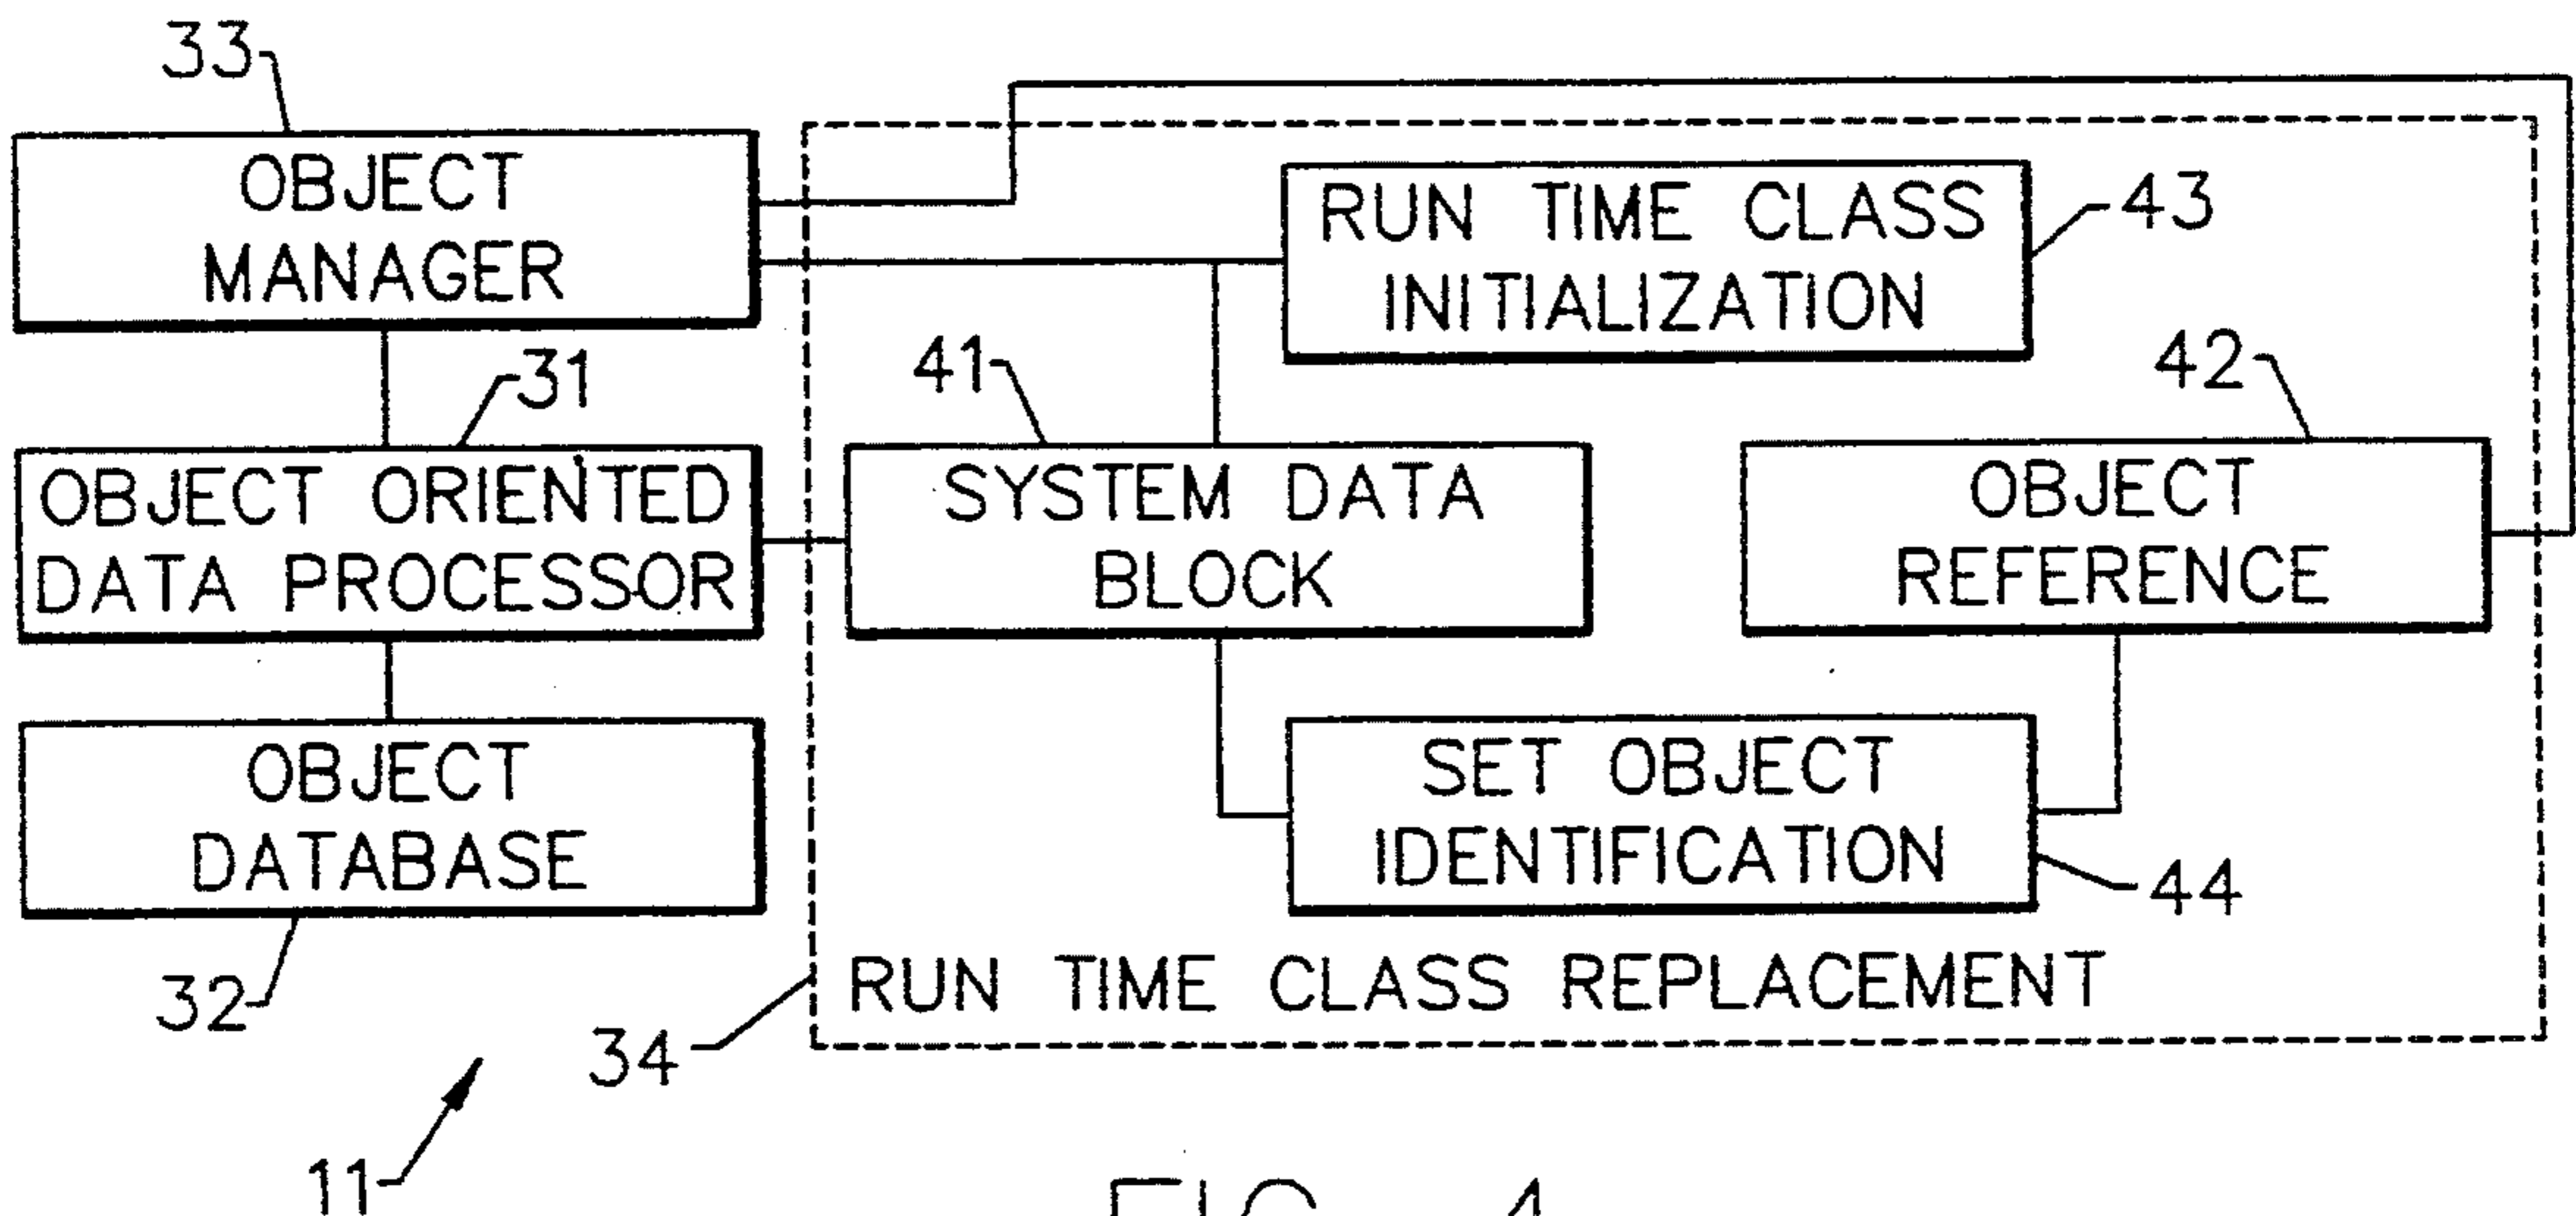 33
OBJECT
MANAGER
RUN TIME CLASS
INITIALIZATION
43
31
41
42
OBJECT ORIENTED
DATA PROCESSOR
SYSTEM DATA
BLOCK
OBJECT
REFERENCE
OBJECT
DATABASE
SET OBJECT
IDENTIFICATION
44
32
34
RUN TIME CLASS REPLACEMENT
11